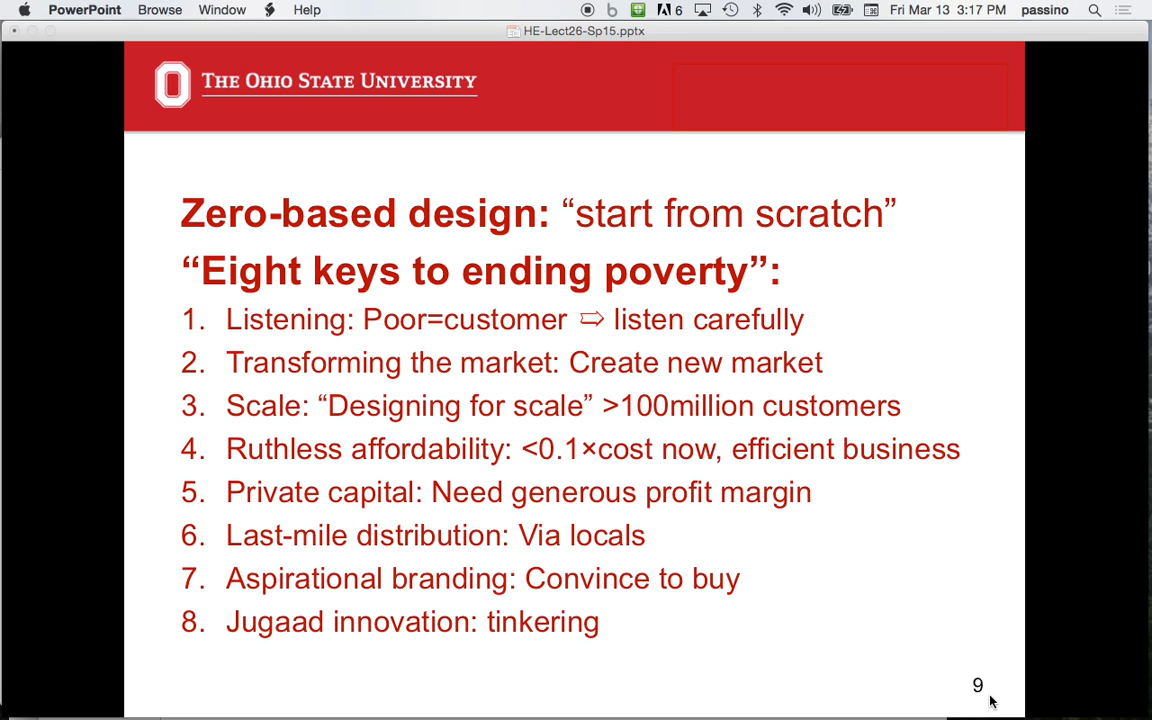 PowerPoint Browse Window Help 6 Fri Mar 13 3:17 PM passino
HE-Lect26-Sp15.pptx
THE OHIO STATE UNIVERSITY
Zero-based design: “start from scratch”
“Eight keys to ending poverty”:
1. Listening: Poor=customer ⇨ listen carefully
2. Transforming the market: Create new market
3. Scale: “Designing for scale” >100million customers
4. Ruthless affordability: <0.1×cost now, efficient business
5. Private capital: Need generous profit margin
6. Last-mile distribution: Via locals
7. Aspirational branding: Convince to buy
8. Jugaad innovation: tinkering
9